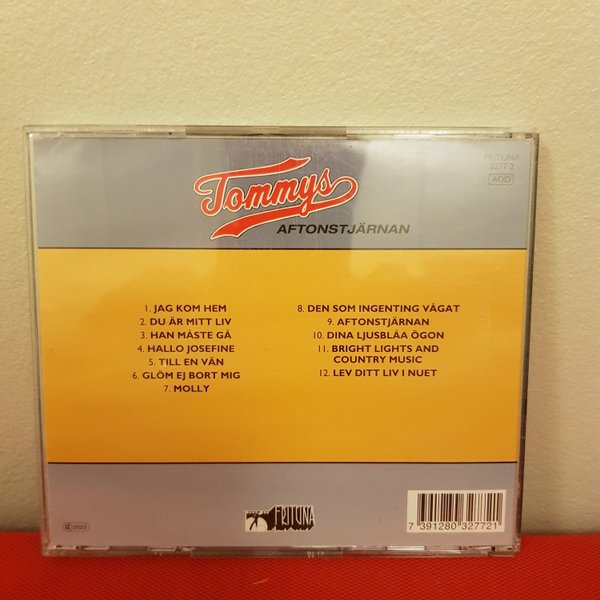 FRITUNA
3277 2
ADD
Tommys
AFTONSTJÄRNAN
1. JAG KOM HEM
2. DU ÄR MITT LIV
3. HAN MÅSTE GÅ
4. HALLO JOSEFINE
5. TILL EN VÄN
6. GLÖM EJ BORT MIG
7. MOLLY
8. DEN SOM INGENTING VÅGAT
9. AFTONSTJÄRNAN
10. DINA LJUSBLÅA ÖGON
11. BRIGHT LIGHTS AND
COUNTRY MUSIC
12. LEV DITT LIV I NUET
FRITUNA
7 391280 327721